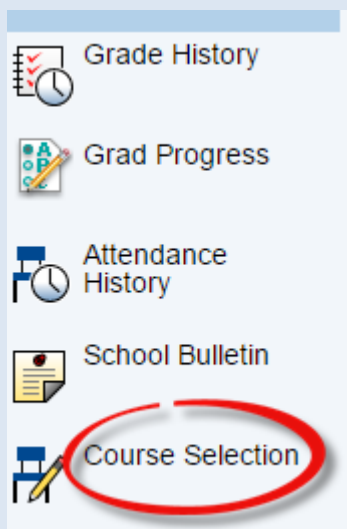 Grade History
Grad Progress
Attendance
History
School Bulletin
Course Selection